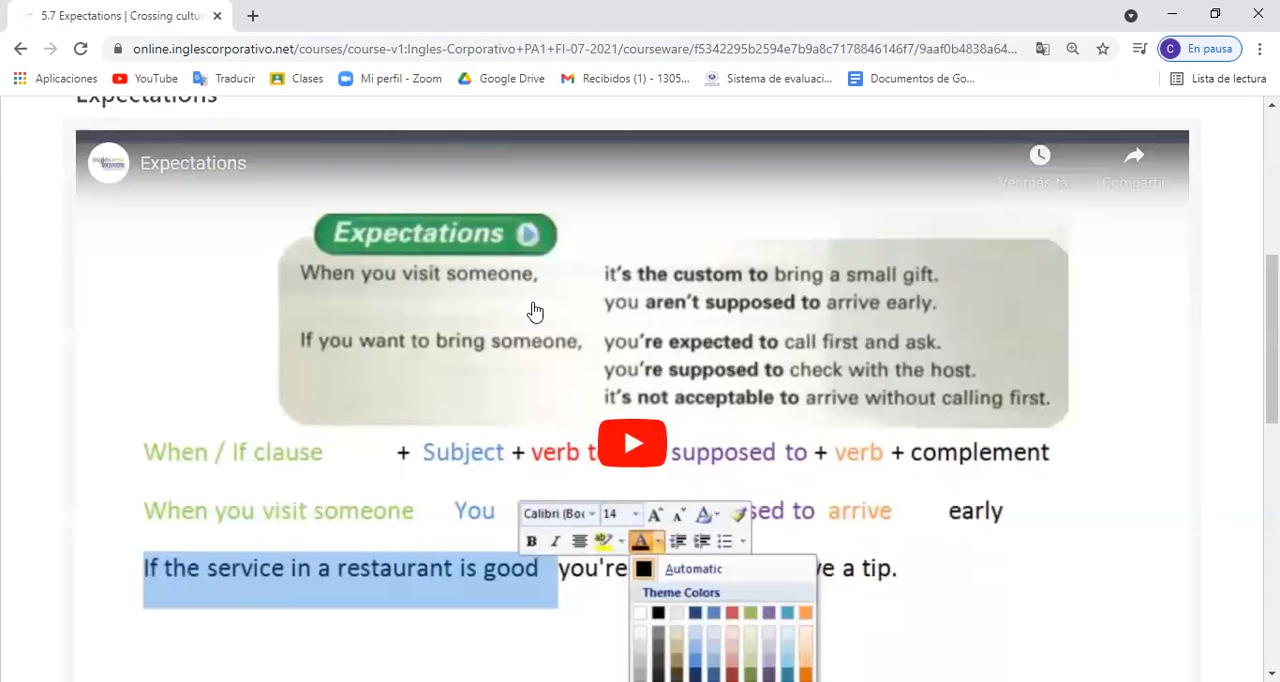 5.7 Expectations | Crossing cultur
online.inglescorporativo.net/courses/course-v1:Ingles-Corporativo+PA1+FI-07-2021/courseware/f5342295b2594e7b9a8c7178846146f7/9aaf0b4838a64...
C En pausa
Aplicaciones YouTube Traducir Clases Mi perfil - Zoom Google Drive Recibidos (1) - 1305... Sistema de evaluaci... Documentos de Go... Lista de lectura
Expectations
Expectations
Ver más ta... Compartir
Expectations
When you visit someone, it's the custom to bring a small gift.
you aren't supposed to arrive early.
If you want to bring someone, you're expected to call first and ask.
you're supposed to check with the host.
it's not acceptable to arrive without calling first.
When / If clause + Subject + verb t supposed to + verb + complement
When you visit someone You sed to arrive early
Calibri (Boc 14
B I
If the service in a restaurant is good you're ve a tip.
Automatic
Theme Colors